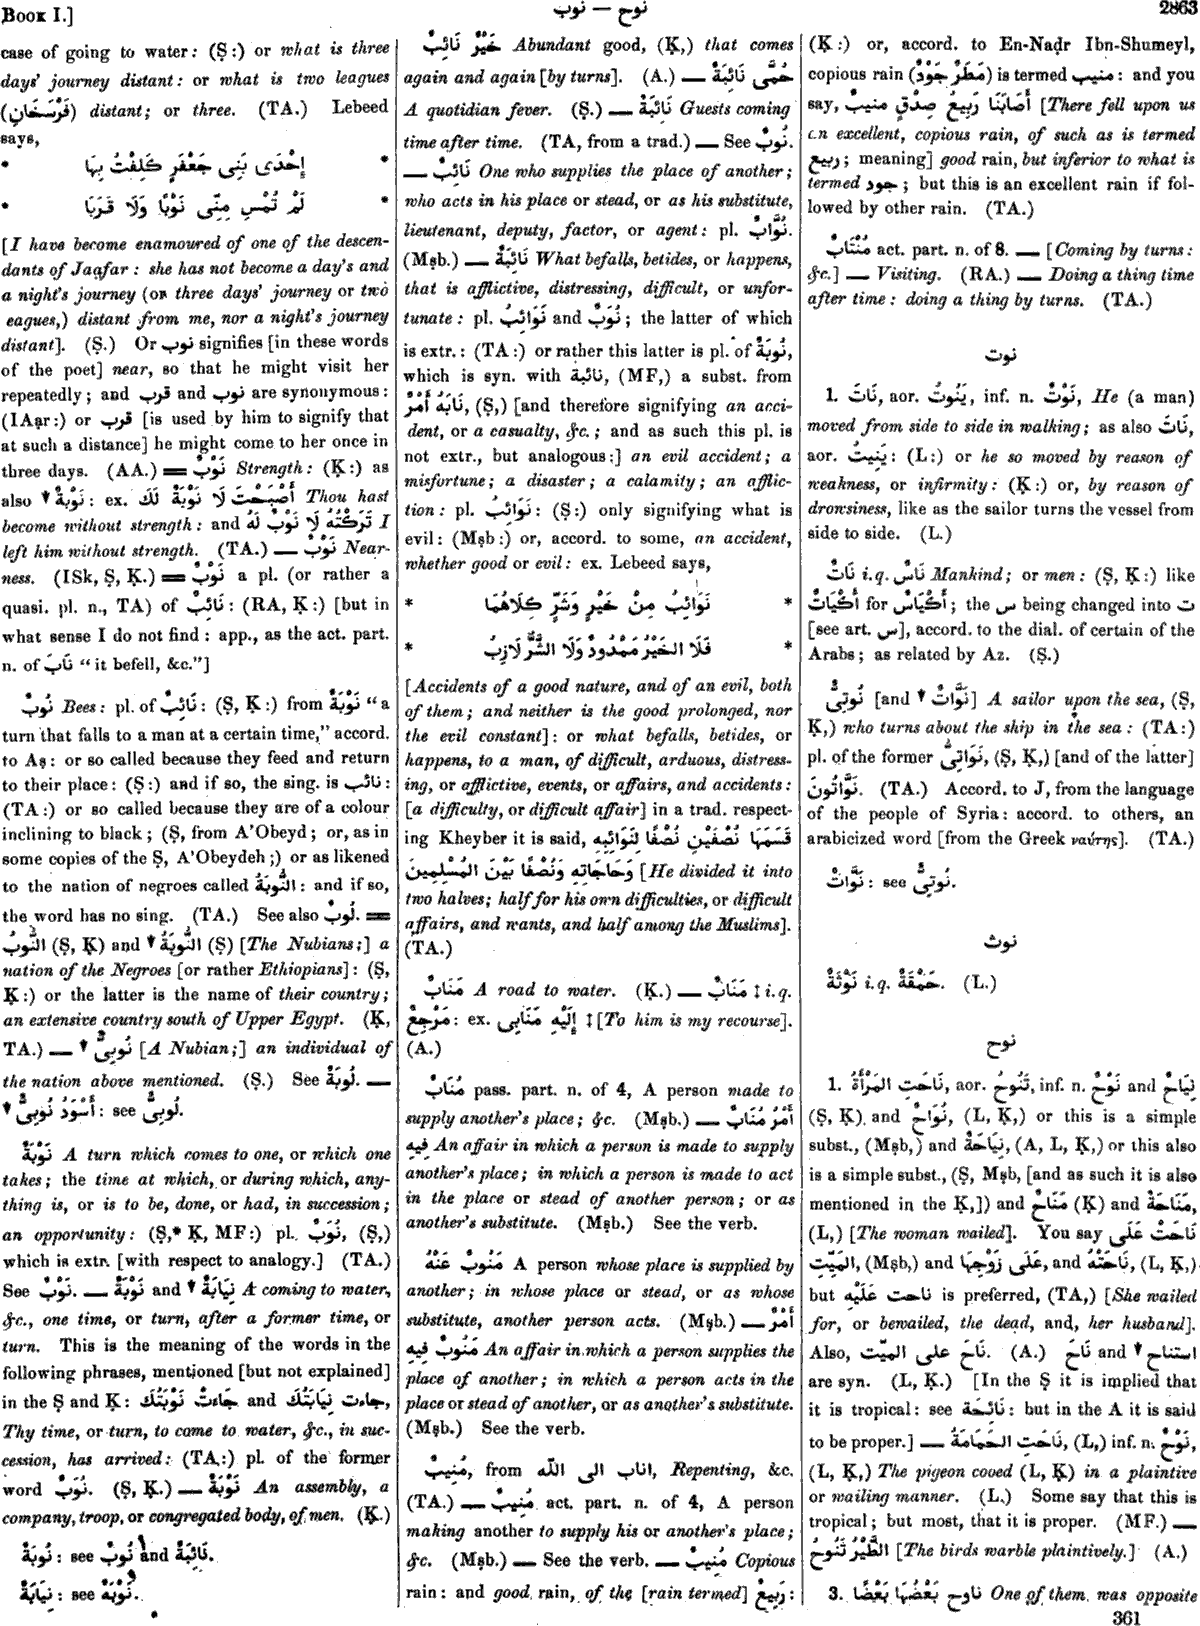 Book I.]
نوح — نوب
2863
case of going to water: (Ṣ:) or what is three
days' journey distant: or what is two leagues
(فَرْسَخَانِ) distant; or three. (TA.) Lebeed
says,
* إِحْدَى بَنِى جَعْفَرٍ كَلِفْتُ بِهَا *
* لَمْ تُمْسِ مِنِّى نَوْبًا وَلَا قَرَبَا *
[I have become enamoured of one of the descen-
dants of Jaạfar: she has not become a day's and
a night's journey (or three days' journey or two
eagues,) distant from me, nor a night's journey
distant]. (Ṣ.) Or نوب signifies [in these words
of the poet] near, so that he might visit her
repeatedly; and قرب and نوب are synonymous:
(IAạr:) or قرب [is used by him to signify that
at such a distance] he might come to her once in
three days. (AA.) ══ نَوْبٌ Strength: (Ḳ:) as
also ▼ نَوْبَةٌ: ex. أَصْبَحْتَ لَا نَوْبَةَ لَكَ Thou hast
become without strength: and تَرَكْتُهُ لَا نَوْبَ لَهُ I
left him without strength. (TA.) — نَوْبٌ Near-
ness. (ISk, Ṣ, Ḳ.) ══ نَوْبٌ a pl. (or rather a
quasi. pl. n., TA) of نَائِبٌ: (RA, Ḳ:) [but in
what sense I do not find: app., as the act. part.
n. of نَابَ “it befell, &c.”]
نُوبٌ Bees: pl. of نَائِبٌ: (Ṣ, Ḳ:) from نَوْبَةٌ “a
turn that falls to a man at a certain time,” accord.
to Aṣ: or so called because they feed and return
to their place: (Ṣ:) and if so, the sing. is نائب:
(TA:) or so called because they are of a colour
inclining to black; (Ṣ, from A'Obeyd; or, as in
some copies of the Ṣ, A'Obeydeh;) or as likened
to the nation of negroes called النُّوبَةُ: and if so,
the word has no sing. (TA.) See also لُوبٌ. ══
النُّوبُ (Ṣ, Ḳ) and ▼ النُّوبَةُ (Ṣ) [The Nubians;] a
nation of the Negroes [or rather Ethiopians]: (Ṣ,
Ḳ:) or the latter is the name of their country;
an extensive country south of Upper Egypt. (Ḳ,
TA.) — ▼ نُوبِىٌّ [A Nubian;] an individual of
the nation above mentioned. (Ṣ.) See لُوبَةٌ. —
▼ أَسْوَدُ نُوبِىٌّ: see لُوبِىٌّ.
نَوْبَةٌ A turn which comes to one, or which one
takes; the time at which, or during which, any-
thing is, or is to be, done, or had, in succession;
an opportunity: (Ṣ,* Ḳ, MF:) pl. نُوَبٌ, (Ṣ,)
which is extr. [with respect to analogy.] (TA.)
See نَوْبٌ. — نَوْبَةٌ and ▼ نِيَابَةٌ A coming to water,
&c., one time, or turn, after a former time, or
turn. This is the meaning of the words in the
following phrases, mentioned [but not explained]
in the Ṣ and Ḳ: جَاءتْ نَوْبَتُكَ and جاءت نِيَابَتُكَ,
Thy time, or turn, to come to water, &c., in suc-
cession, has arrived: (TA.:) pl. of the former
word نُوَبٌ. (Ṣ, Ḳ.) — نَوْبَةٌ An assembly, a
company, troop, or congregated body, of men. (Ḳ.)
نُوبَةٌ: see نُوبٌ and نَائِبَةٌ.
نِيَابَةٌ: see نَوْبَةٌ.
خَيْرٌ نَائِبٌ Abundant good, (Ḳ,) that comes
again and again [by turns]. (A.) — حُمَّى نَائِبَةٌ
A quotidian fever. (Ṣ.) — نَائِبَةٌ Guests coming
time after time. (TA, from a trad.) — See نُوبٌ.
— نَائِبٌ One who supplies the place of another;
who acts in his place or stead, or as his substitute,
lieutenant, deputy, factor, or agent: pl. نُوَّابٌ.
(Mṣb.) — نَائِبَةٌ What befalls, betides, or happens,
that is afflictive, distressing, difficult, or unfor-
tunate: pl. نَوَائِبُ and نُوَبٌ; the latter of which
is extr.: (TA:) or rather this latter is pl. of نُوبَةٌ,
which is syn. with نائبة, (MF,) a subst. from
نَابَهُ أَمْرٌ, (Ṣ,) [and therefore signifying an acci-
dent, or a casualty, &c.; and as such this pl. is
not extr., but analogous:] an evil accident; a
misfortune; a disaster; a calamity; an afflic-
tion: pl. نَوَائِبُ: (Ṣ:) only signifying what is
evil: (Mṣb:) or, accord. to some, an accident,
whether good or evil: ex. Lebeed says,
* نَوَائِبُ مِنْ خَيْرٍ وَشَرٍّ كِلَاهُمَا *
* فَلَا الخَيْرُ مَمْدُودٌ وَلَا الشَّرُّ لَازِبُ *
[Accidents of a good nature, and of an evil, both
of them; and neither is the good prolonged, nor
the evil constant]: or what befalls, betides, or
happens, to a man, of difficult, arduous, distress-
ing, or afflictive, events, or affairs, and accidents:
[a difficulty, or difficult affair] in a trad. respect-
ing Kheyber it is said, قَسَمَهَا نُصْفَيْنِ نُصْفًا لِنَوَائِبِهِ
وَحَاجَاتِهِ وَنُصْفًا بَيْنَ المُسْلِمِينَ [He divided it into
two halves; half for his own difficulties, or difficult
affairs, and wants, and half among the Muslims].
(TA.)
مَنَابٌ A road to water. (Ḳ.) — مَنَابٌ ‡ i. q.
مَرْجِعٌ: ex. إِلَيْهِ مَنَابِى ‡ [To him is my recourse].
(A.)
مُنَابٌ pass. part. n. of 4, A person made to
supply another's place; &c. (Mṣb.) — أَمْرٌ مُنَابٌ
فِيهِ An affair in which a person is made to supply
another's place; in which a person is made to act
in the place or stead of another person; or as
another's substitute. (Mṣb.) See the verb.
مَنُوبٌ عَنْهُ A person whose place is supplied by
another; in whose place or stead, or as whose
substitute, another person acts. (Mṣb.) — أَمْرٌ
مَنُوبٌ فِيهِ An affair in which a person supplies the
place of another; in which a person acts in the
place or stead of another, or as another's substitute.
(Mṣb.) See the verb.
مُنِيبٌ, from اناب الى اللّٰه, Repenting, &c.
(TA.) — مُنِيبٌ act. part. n. of 4, A person
making another to supply his or another's place;
&c. (Mṣb.) — See the verb. — مُنِيبٌ Copious
rain: and good rain, of the [rain termed] رَبِيعٌ:
(Ḳ:) or, accord. to En-Naḍr Ibn-Shumeyl,
copious rain (مَطَرٌ جَوْدٌ) is termed منيب: and you
say, أَصَابَنَا رَبِيعُ صِدْقٍ منيبٌ [There fell upon us
an excellent, copious rain, of such as is termed
ربيع; meaning] good rain, but inferior to what is
termed جود; but this is an excellent rain if fol-
lowed by other rain. (TA.)
مُنْتَابٌ act. part. n. of 8. — [Coming by turns:
&c.] — Visiting. (RA.) — Doing a thing time
after time: doing a thing by turns. (TA.)
نوت
1. نَاتَ, aor. يَنُوتُ, inf. n. نَوْتٌ, He (a man)
moved from side to side in walking; as also نَاتَ,
aor. يَنِيتُ: (L:) or he so moved by reason of
weakness, or infirmity: (Ḳ:) or, by reason of
drowsiness, like as the sailor turns the vessel from
side to side. (L.)
نَاتٌ i. q. نَاسٌ Mankind; or men: (Ṣ, Ḳ:) like
أَكْيَاتٌ for أَكْيَاسٌ; the س being changed into ت
[see art. س], accord. to the dial. of certain of the
Arabs; as related by Az. (Ṣ.)
نُوتِىٌّ [and ▼ نَوَّاتٌ] A sailor upon the sea, (Ṣ,
Ḳ,) who turns about the ship in the sea: (TA:)
pl. of the former نَوَاتِىُّ, (Ṣ, Ḳ,) [and of the latter]
نَوَّاتُونَ. (TA.) Accord. to J, from the language
of the people of Syria: accord. to others, an
arabicized word [from the Greek ναύτης]. (TA.)
نَوَّاتٌ: see نُوتِىٌّ.
نوث
نَوْثَةٌ i. q. حَمْقَةٌ. (L.)
نوح
1. نَاحَتِ المَرْأَةُ, aor. تَنُوحُ, inf. n. نَوْحٌ and نِيَاحٌ
(Ṣ, Ḳ) and نُوَاحٌ, (L, Ḳ,) or this is a simple
subst., (Mṣb,) and نِيَاحَةٌ, (A, L, Ḳ,) or this also
is a simple subst., (Ṣ, Mṣb, [and as such it is also
mentioned in the Ḳ,]) and مَنَاحٌ (Ḳ) and مَنَاحَةٌ,
(L,) [The woman wailed]. You say نَاحَتْ عَلَى
المَيِّتِ, (Mṣb,) and عَلَى زَوْجِهَا, and نَاحَتْهُ, (L, Ḳ,)
but ناحت عَلَيْهِ is preferred, (TA,) [She wailed
for, or bewailed, the dead, and, her husband].
Also, نَاحَ على الميّت. (A.) نَاحَ and ▼ استناح
are syn. (L, Ḳ.) [In the Ṣ it is implied that
it is tropical: see نَائِحَةٌ: but in the A it is said
to be proper.] — نَاحَتِ الحَمَامَةُ, (L,) inf. n. نَوْحٌ,
(L, Ḳ,) The pigeon cooed (L, Ḳ) in a plaintive
or wailing manner. (L.) Some say that this is
tropical; but most, that it is proper. (MF.) —
الطَّيْرُ تَنُوحُ [The birds warble plaintively.] (A.)
3. ناوح بَعْضُهَا بَعْضًا One of them was opposite
361